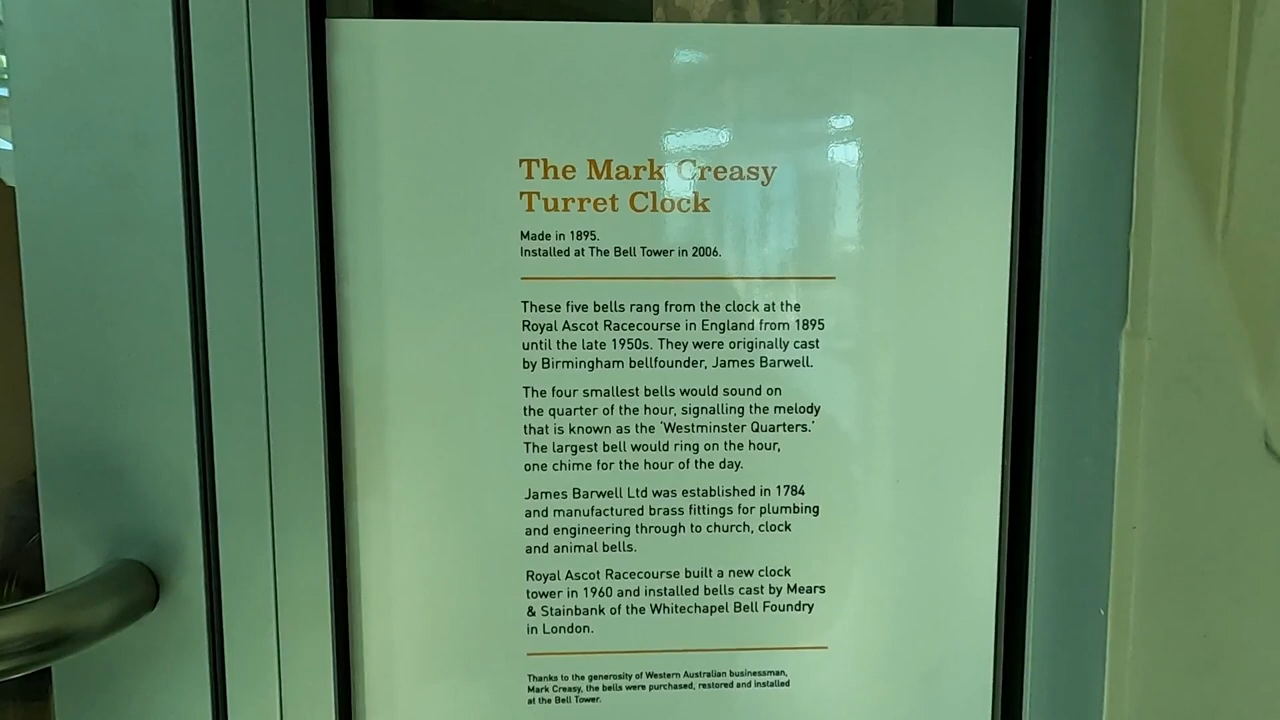 The Mark Creasy
Turret Clock
Made in 1895.
Installed at The Bell Tower in 2006.
These five bells rang from the clock at the
Royal Ascot Racecourse in England from 1895
until the late 1950s. They were originally cast
by Birmingham bellfounder, James Barwell.
The four smallest bells would sound on
the quarter of the hour, signalling the melody
that is known as the 'Westminster Quarters.'
The largest bell would ring on the hour,
one chime for the hour of the day.
James Barwell Ltd was established in 1784
and manufactured brass fittings for plumbing
and engineering through to church, clock
and animal bells.
Royal Ascot Racecourse built a new clock
tower in 1960 and installed bells cast by Mears
& Stainbank of the Whitechapel Bell Foundry
in London.
Thanks to the generosity of Western Australian businessman,
Mark Creasy, the bells were purchased, restored and installed
at the Bell Tower.